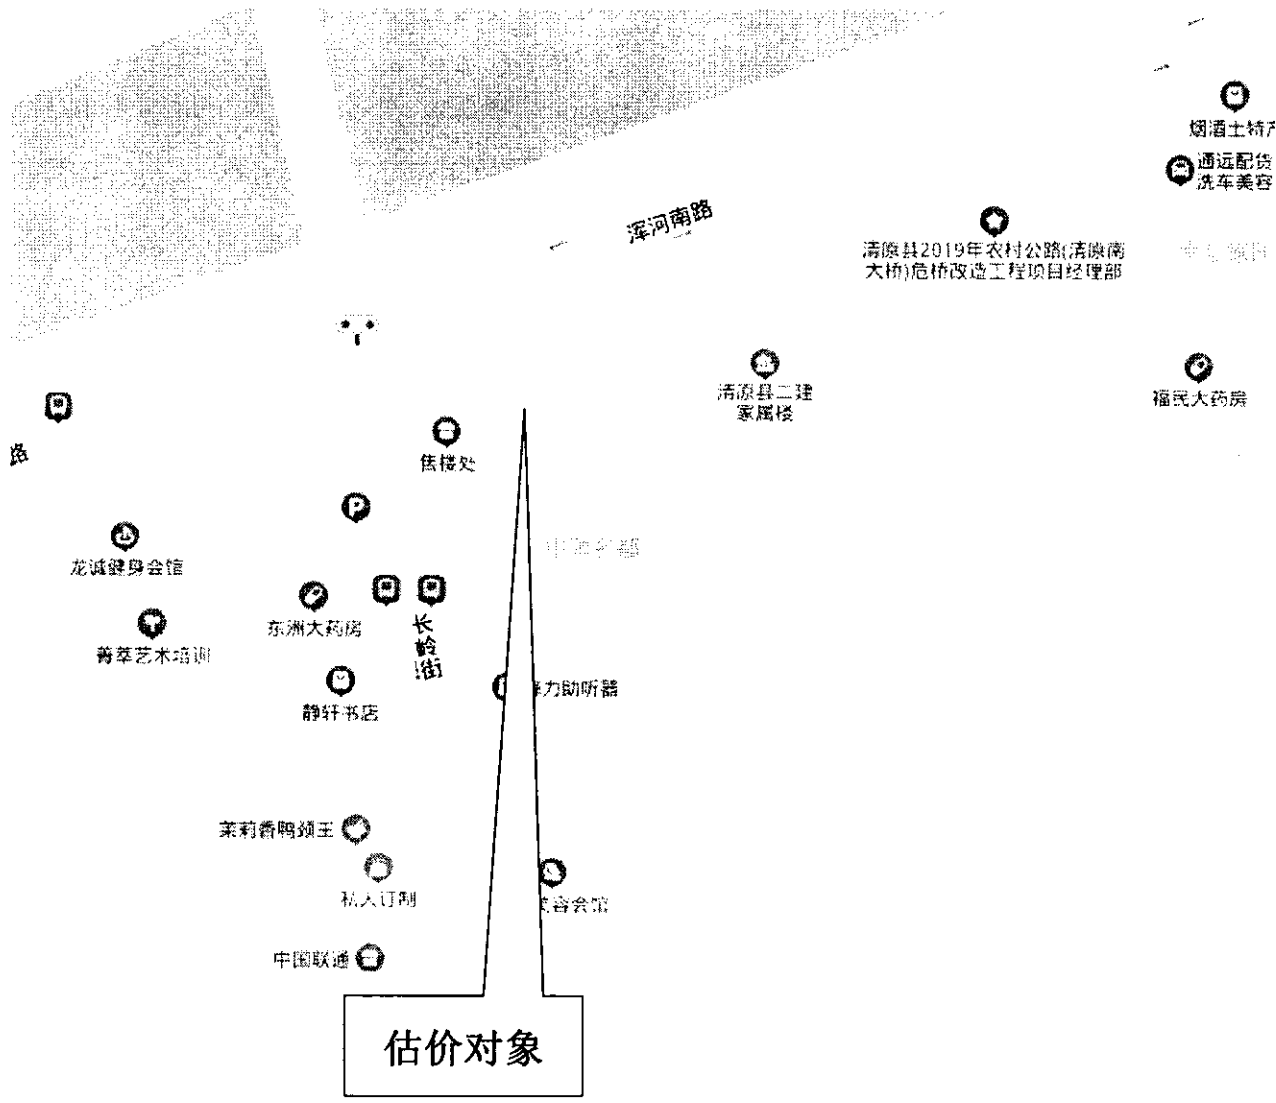 烟酒土特产
通远配货
洗车美容
浑河南路
清原县2019年农村公路(清原南
大桥)危桥改造工程项目经理部
清原县二建
家属楼
福民大药房
路
售楼处
P
龙诚健身会馆
东洲大药房
长岭街
菁萃艺术培训
力助听器
静轩书店
茉莉香鸭颈王
私人订制
容会馆
中国联通
估价对象